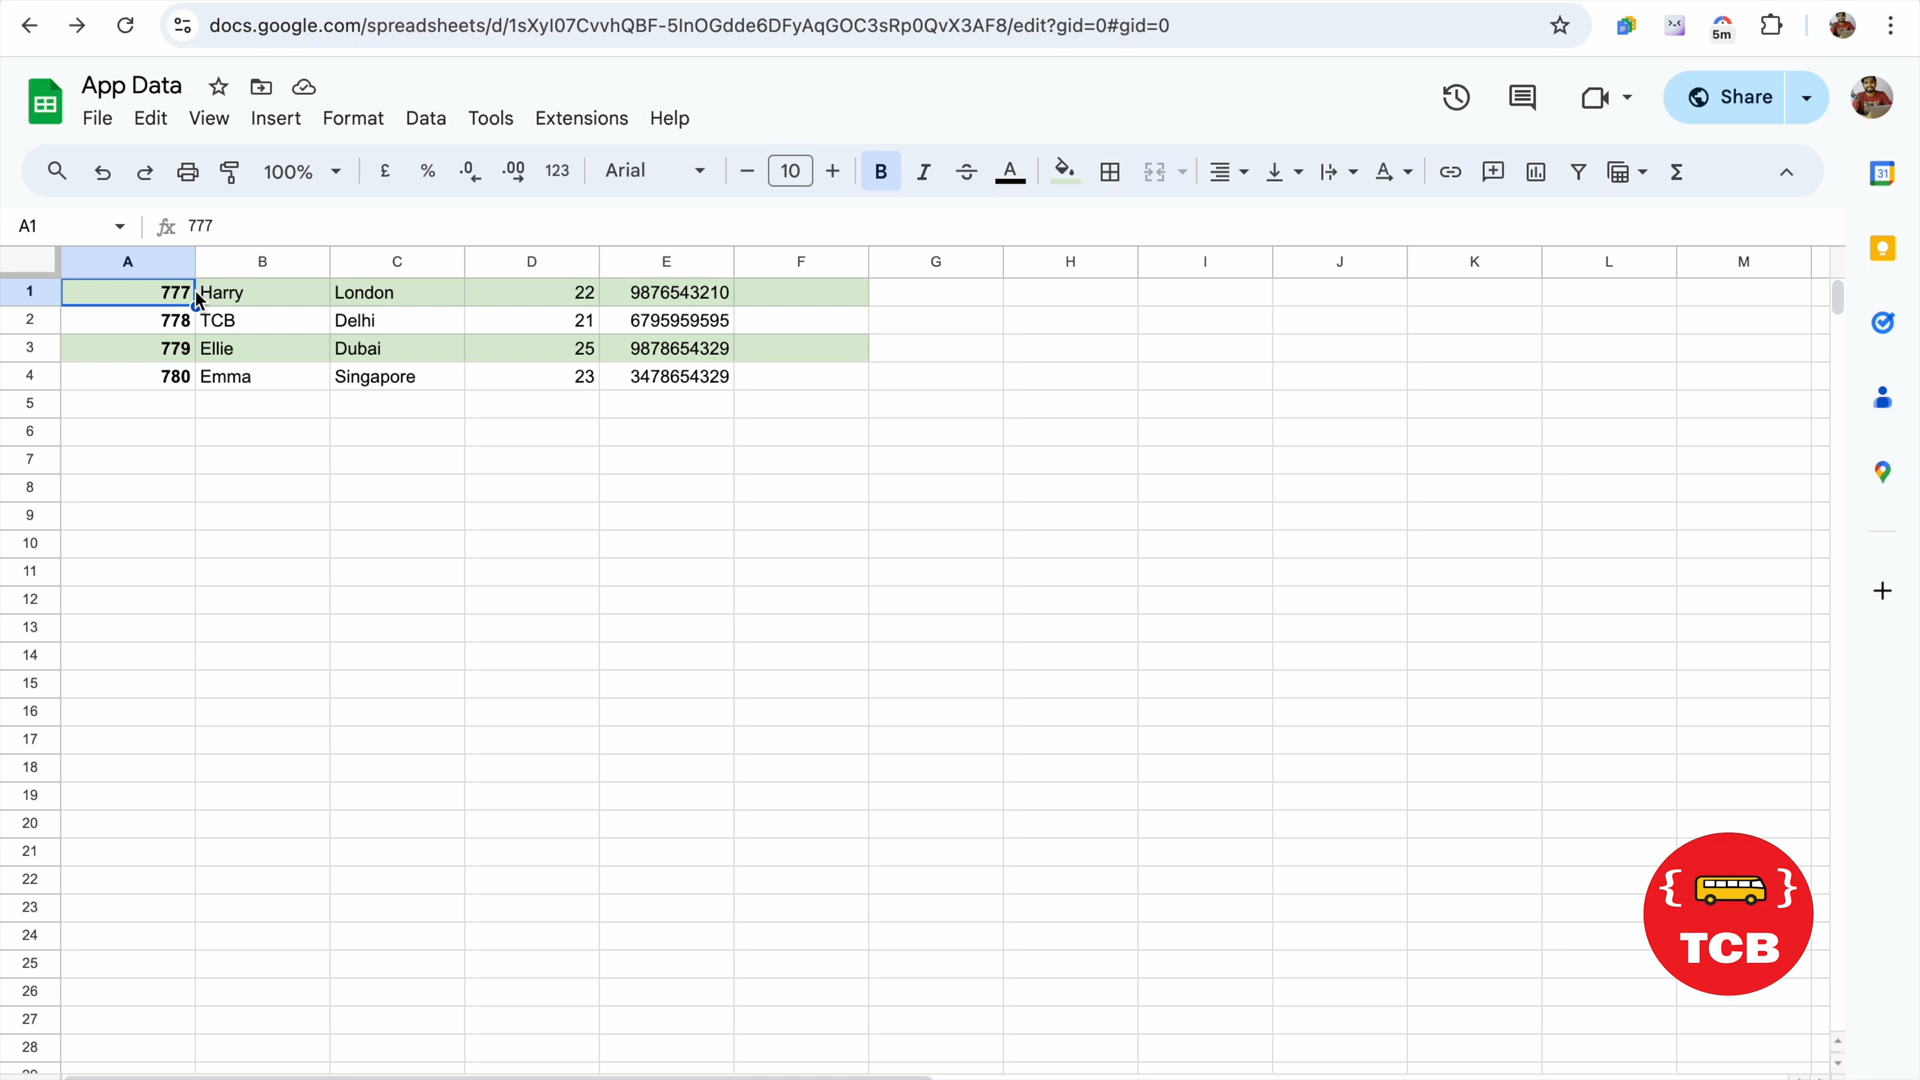 docs.google.com/spreadsheets/d/1sXyI07CvvhQBF-5InOGdde6DFyAqGOC3sRp0QvX3AF8/edit?gid=0#gid=0
5m
App Data
File Edit View Insert Format Data Tools Extensions Help
Share
31
100% £ % .0 .00 123 Arial 10 B I A A Σ
A1 fx 777
A B C D E F G H I J K L M
1 777 Harry London 22 9876543210
2 778 TCB Delhi 21 6795959595
3 779 Ellie Dubai 25 9878654329
4 780 Emma Singapore 23 3478654329
5
6
7
8
9
10
11
12
13
14
15
16
17
18
19
20
21
22
23
24
25
26
27
28
{ }
TCB